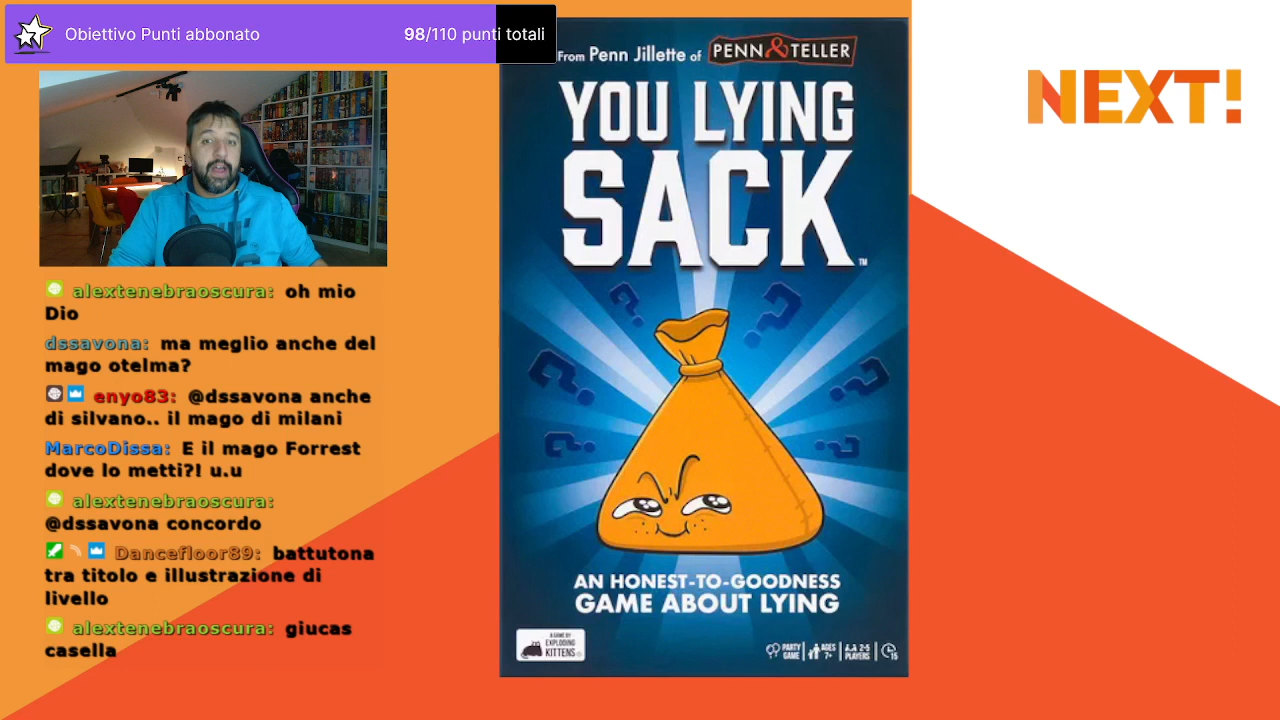 Obiettivo Punti abbonato
98/110 punti totali
From Penn Jillette of PENN & TELLER
YOU LYING
SACK
™
AN HONEST-TO-GOODNESS
GAME ABOUT LYING
A GAME BY
EXPLODING
KITTENS
PARTY
GAME
AGES
7+
2-5
PLAYERS
15
NEXT!
alextenebraoscura: oh mio
Dio
dssavona: ma meglio anche del
mago otelma?
enyo83: @dssavona anche
di silvano.. il mago di milani
MarcoDissa: E il mago Forrest
dove lo metti?! u.u
alextenebraoscura:
@dssavona concordo
Dancefloor89: battutona
tra titolo e illustrazione di
livello
alextenebraoscura: giucas
casella